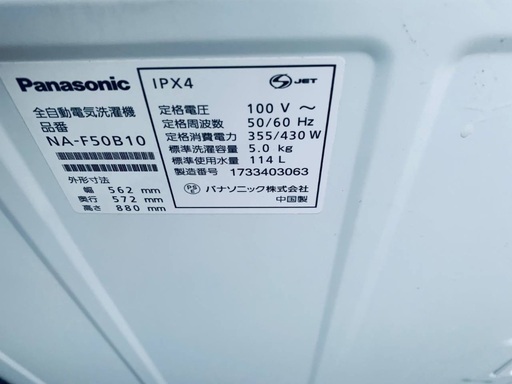 Panasonic
全自動電気洗濯機
品番
NA-F50B10
外形寸法
幅 562 mm
奥行 572 mm
高さ 880 mm
IPX4
S JET
定格電圧 100 V ～
定格周波数 50/60 Hz
定格消費電力 355/430 W
標準洗濯容量 5.0 kg
標準使用水量 114 L
製造番号 1733403063
PSE パナソニック株式会社
中国製